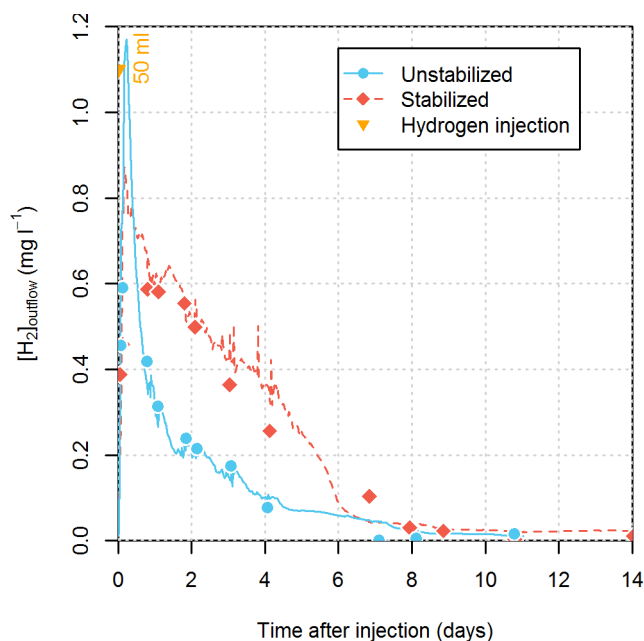 50 ml
Unstabilized
Stabilized
Hydrogen injection
[H₂]outflow (mg l⁻¹)
1.2
1.0
0.8
0.6
0.4
0.2
0.0
0 2 4 6 8 10 12 14
Time after injection (days)